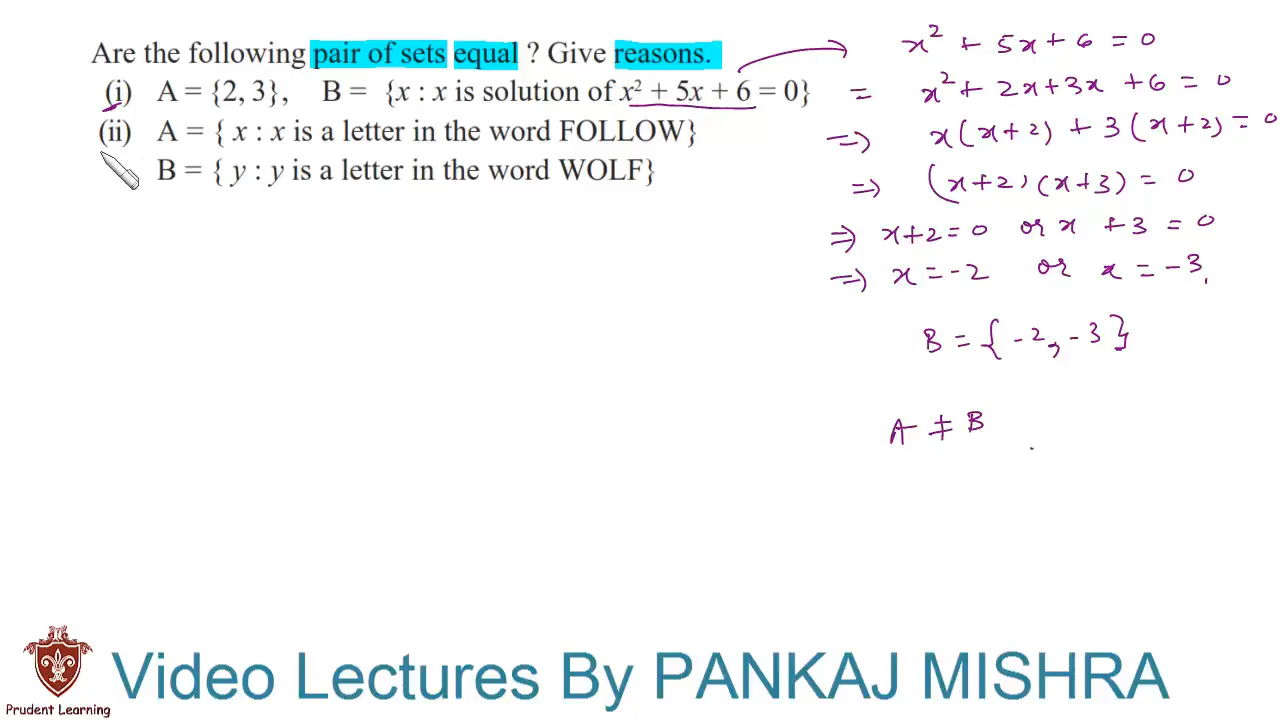 Are the following pair of sets equal ? Give reasons.
(i) A = {2, 3}, B = {x : x is solution of x² + 5x + 6 = 0}
(ii) A = { x : x is a letter in the word FOLLOW}
B = { y : y is a letter in the word WOLF}
x² + 5x + 6 = 0
= x² + 2x + 3x + 6 = 0
=> x(x+2) + 3(x+2) = 0
=> (x+2)(x+3) = 0
=> x+2 = 0 or x + 3 = 0
=> x = -2 or x = -3.
B = {-2, -3}
A ≠ B
Prudent Learning
Video Lectures By PANKAJ MISHRA